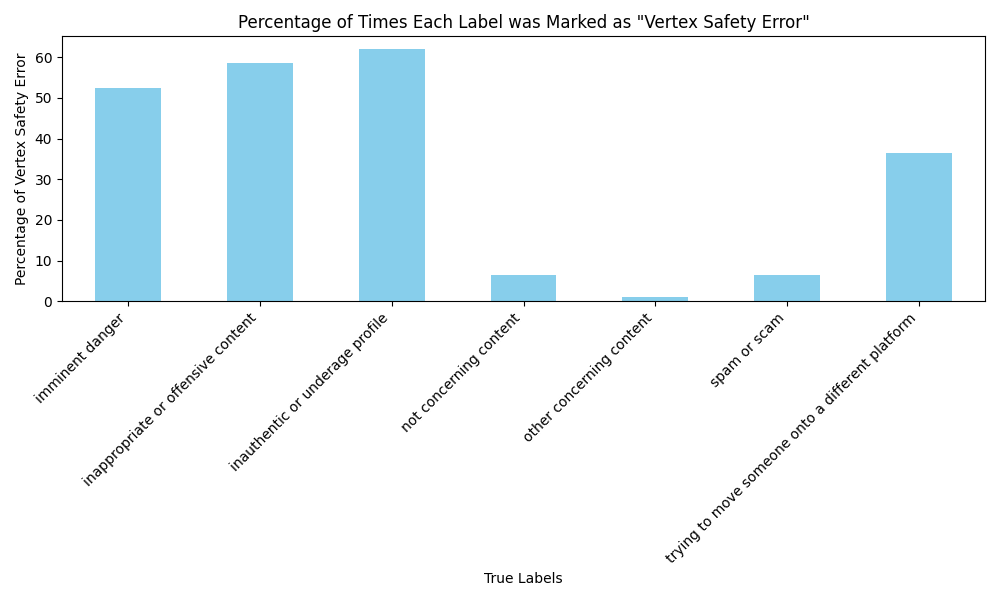 Percentage of Times Each Label was Marked as "Vertex Safety Error"
Percentage of Vertex Safety Error
60
50
40
30
20
10
0
imminent danger
inappropriate or offensive content
inauthentic or underage profile
not concerning content
other concerning content
spam or scam
trying to move someone onto a different platform
True Labels